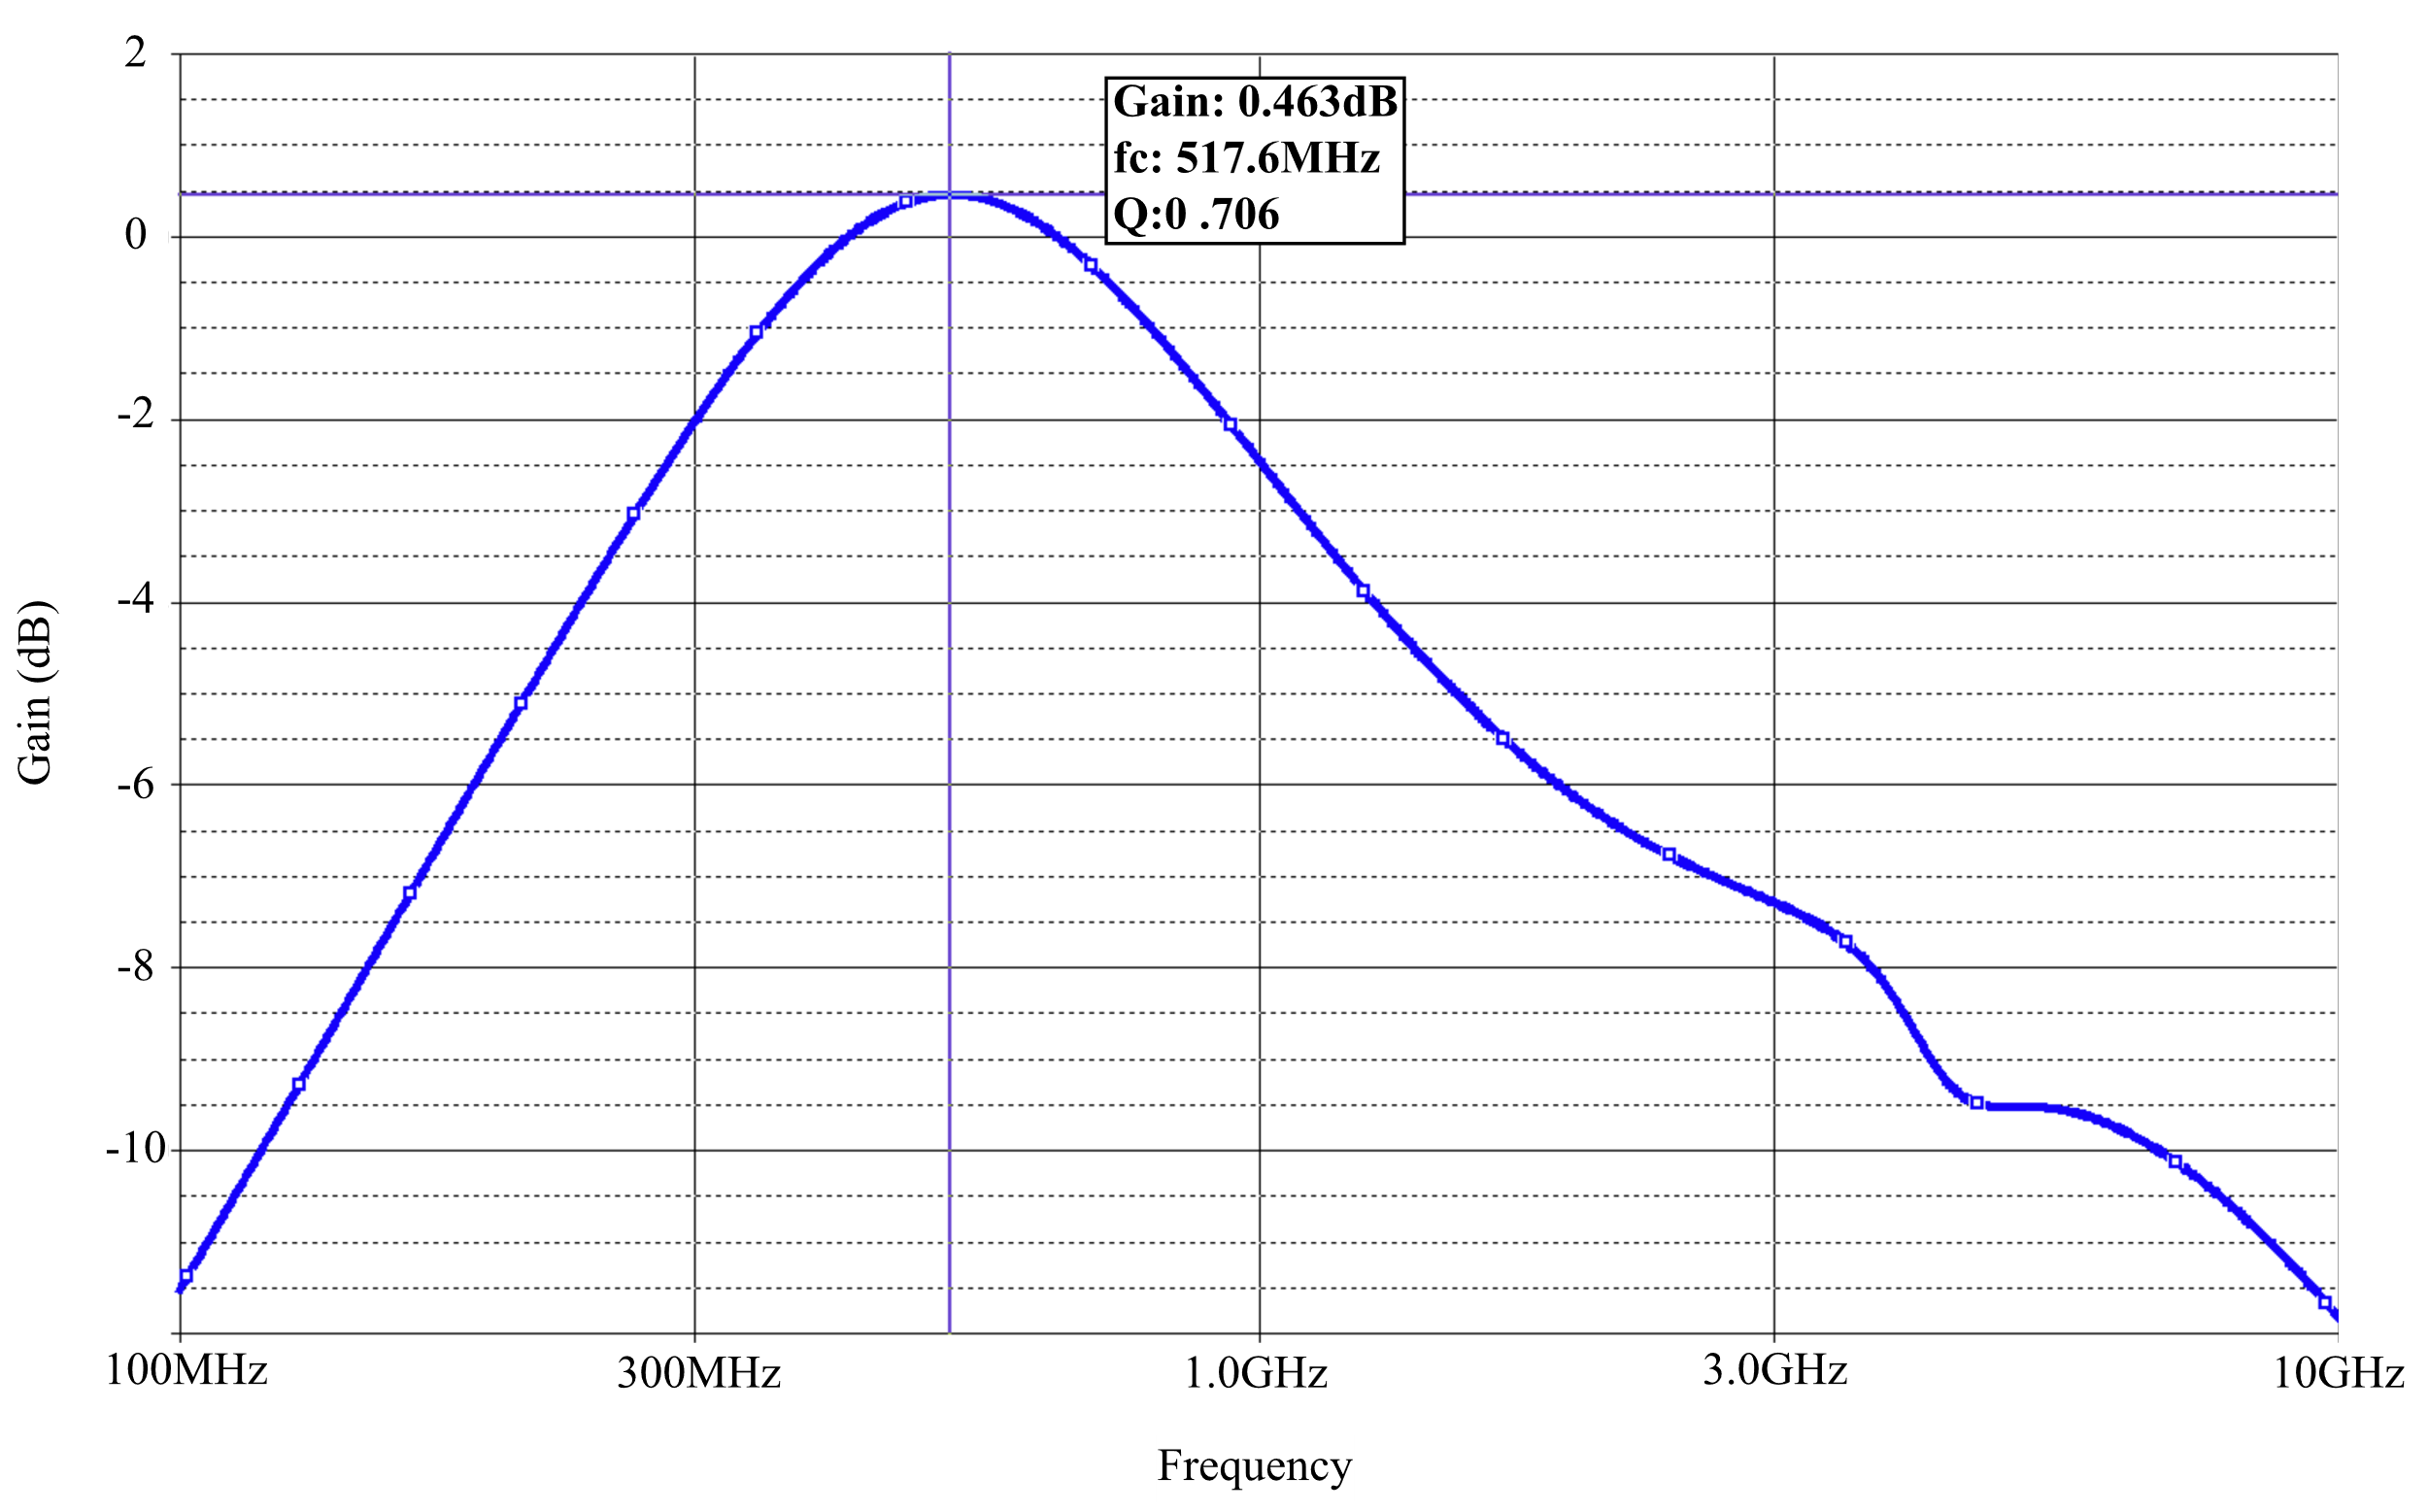 2
0
-2
-4
-6
-8
-10
Gain (dB)
Gain: 0.463dB
fc: 517.6MHz
Q:0 .706
100MHz
300MHz
1.0GHz
3.0GHz
10GHz
Frequency